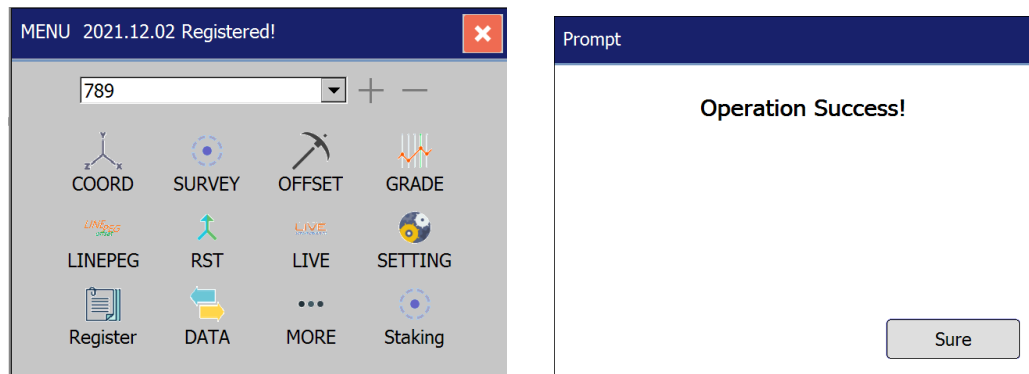 MENU 2021.12.02 Registered!
789
COORD SURVEY OFFSET GRADE
LINEPEG RST LIVE SETTING
Register DATA MORE Staking
Prompt
Operation Success!
Sure